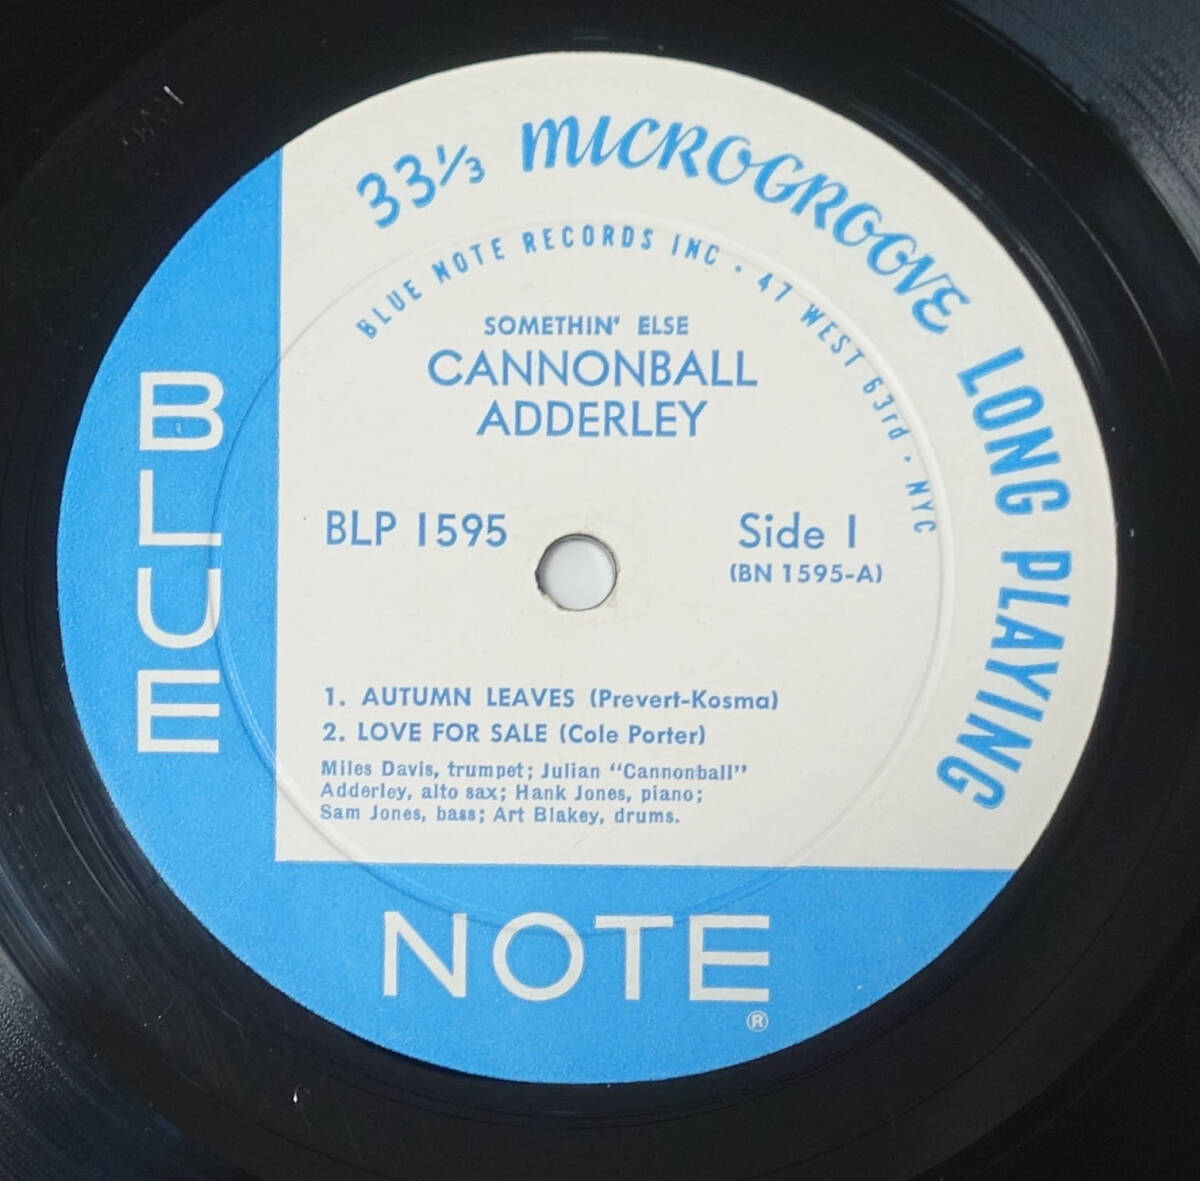 33⅓ MICROGROOVE LONG PLAYING
BLUE NOTE RECORDS INC · 47 WEST 63rd · NYC
SOMETHIN' ELSE
CANNONBALL
ADDERLEY
BLP 1595
Side 1
(BN 1595-A)
1. AUTUMN LEAVES (Prevert-Kosma)
2. LOVE FOR SALE (Cole Porter)
Miles Davis, trumpet; Julian "Cannonball"
Adderley, alto sax; Hank Jones, piano;
Sam Jones, bass; Art Blakey, drums.
BLUE
NOTE
®